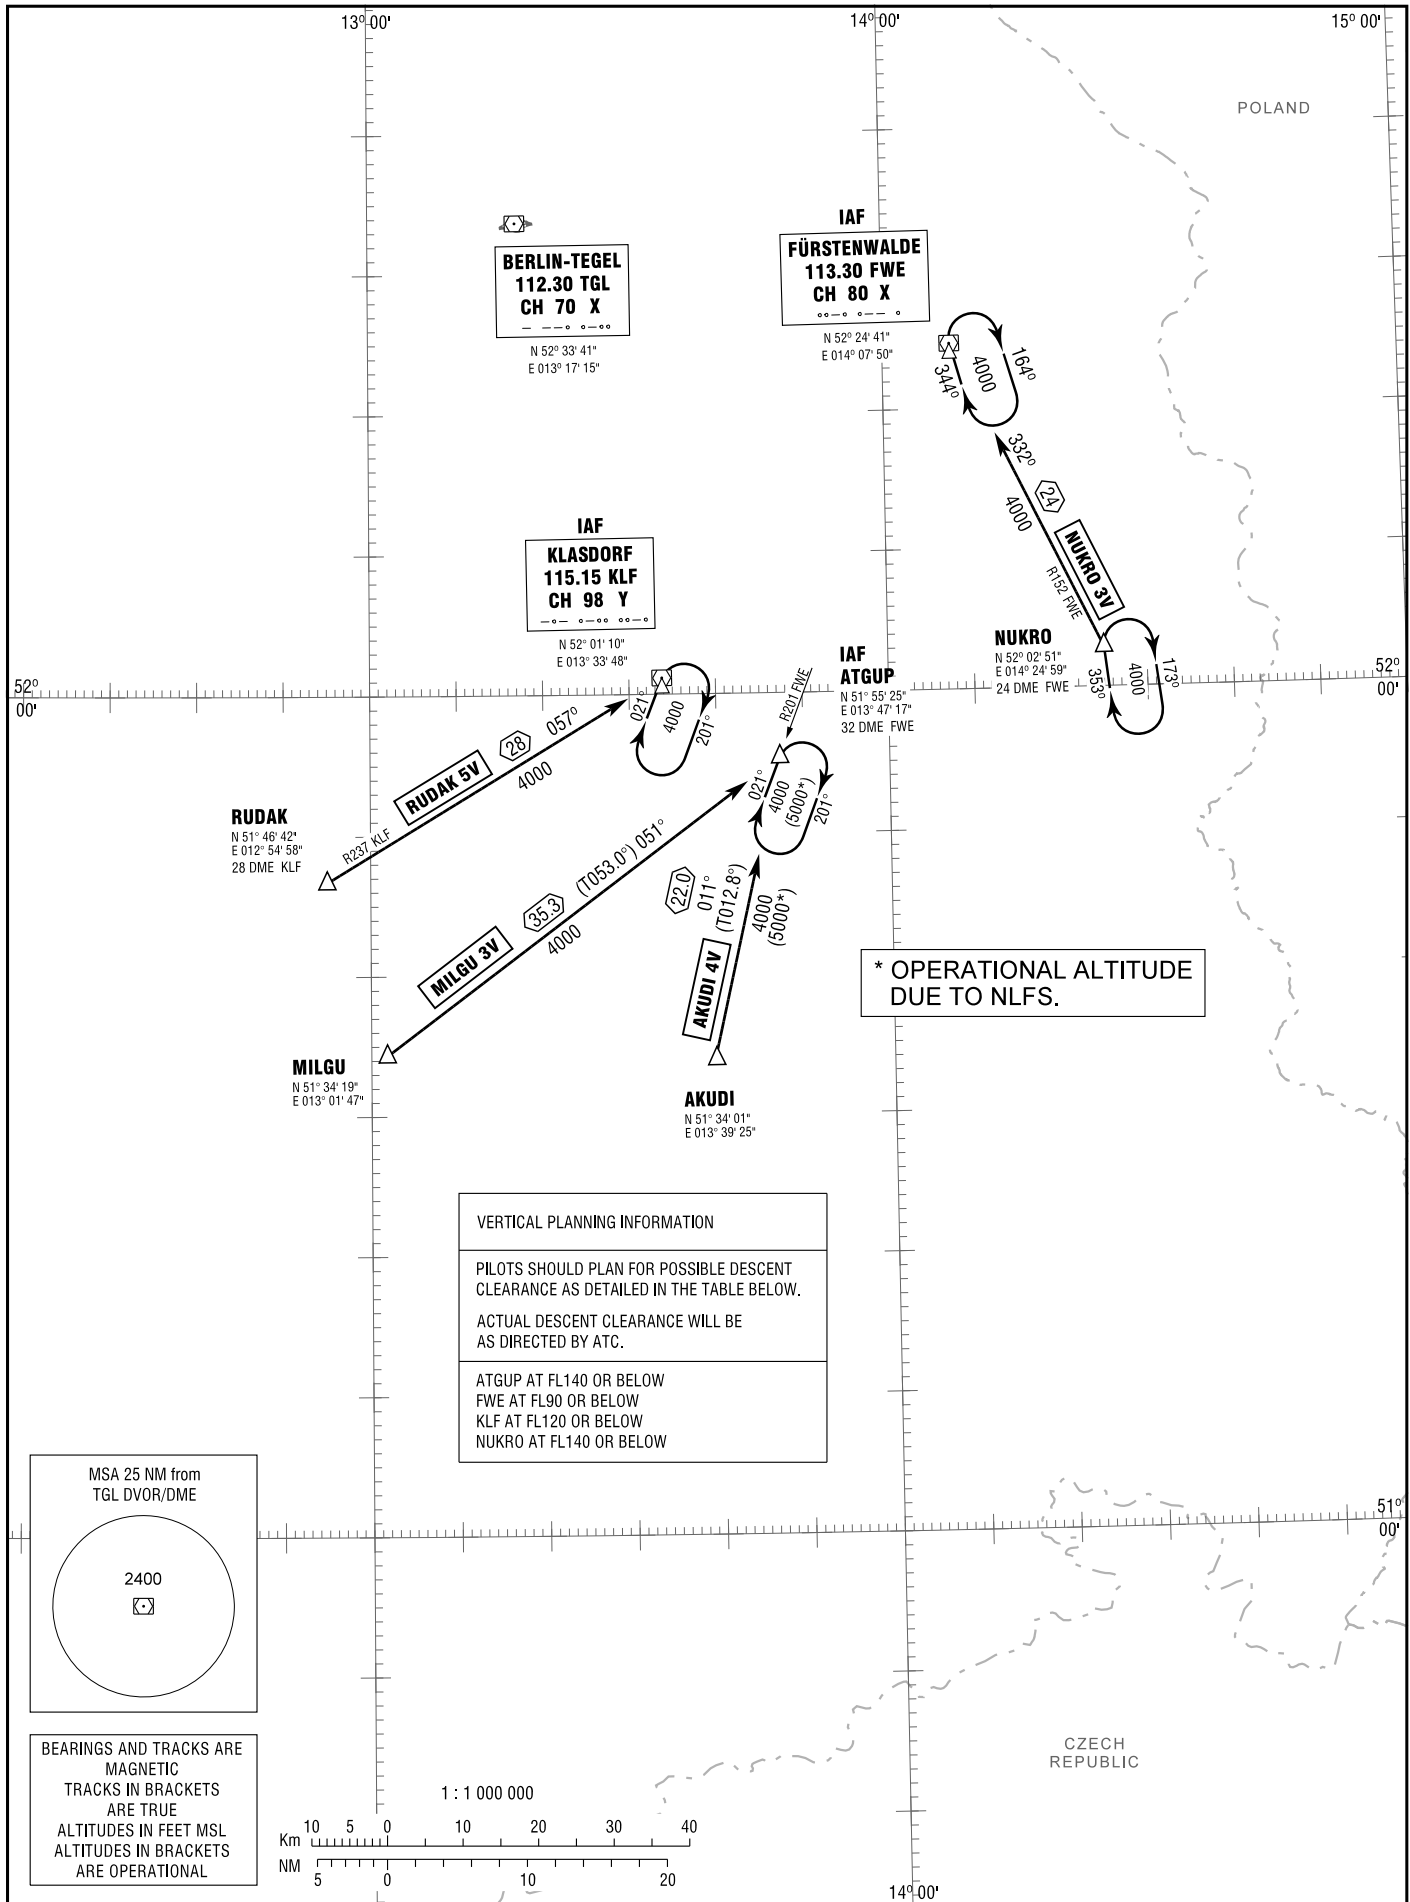 13° 00'
14° 00'
15° 00'
POLAND
IAF
BERLIN-TEGEL
112.30 TGL
CH 70 X
N 52° 33' 41"
E 013° 17' 15"
FÜRSTENWALDE
113.30 FWE
CH 80 X
N 52° 24' 41"
E 014° 07' 50"
344°
4000
164°
332°
24
4000
NUKRO 3V
R152 FWE
IAF
KLASDORF
115.15 KLF
CH 98 Y
N 52° 01' 10"
E 013° 33' 48"
NUKRO
N 52° 02' 51"
E 014° 24' 59"
24 DME FWE
353°
4000
173°
IAF
ATGUP
N 51° 55' 25"
E 013° 47' 17"
32 DME FWE
R201 FWE
52°
00'
52°
00'
021°
4000
201°
RUDAK 5V
28
057°
4000
R237 KLF
RUDAK
N 51° 46' 42"
E 012° 54' 58"
28 DME KLF
021°
4000
(5000*)
201°
MILGU 3V
35.3
(T053.0°) 051°
4000
22.0
011°
(T012.8°)
4000
(5000*)
AKUDI 4V
* OPERATIONAL ALTITUDE
DUE TO NLFS.
MILGU
N 51° 34' 19"
E 013° 01' 47"
AKUDI
N 51° 34' 01"
E 013° 39' 25"
VERTICAL PLANNING INFORMATION
PILOTS SHOULD PLAN FOR POSSIBLE DESCENT
CLEARANCE AS DETAILED IN THE TABLE BELOW.
ACTUAL DESCENT CLEARANCE WILL BE
AS DIRECTED BY ATC.
ATGUP AT FL140 OR BELOW
FWE AT FL90 OR BELOW
KLF AT FL120 OR BELOW
NUKRO AT FL140 OR BELOW
MSA 25 NM from
TGL DVOR/DME
2400
51°
00'
BEARINGS AND TRACKS ARE
MAGNETIC
TRACKS IN BRACKETS
ARE TRUE
ALTITUDES IN FEET MSL
ALTITUDES IN BRACKETS
ARE OPERATIONAL
CZECH
REPUBLIC
1 : 1 000 000
Km 10 5 0 10 20 30 40
NM 5 0 10 20
14° 00'